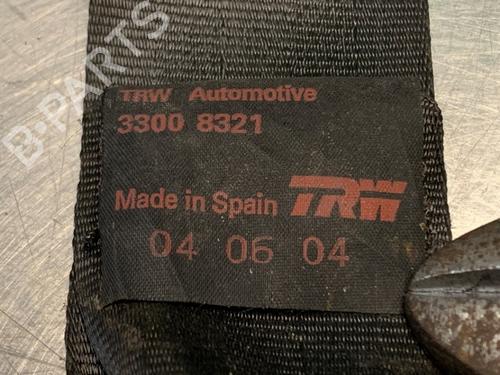 B-PARTS
TRW Automotive
3300 8321
Made in Spain TRW
04 06 04